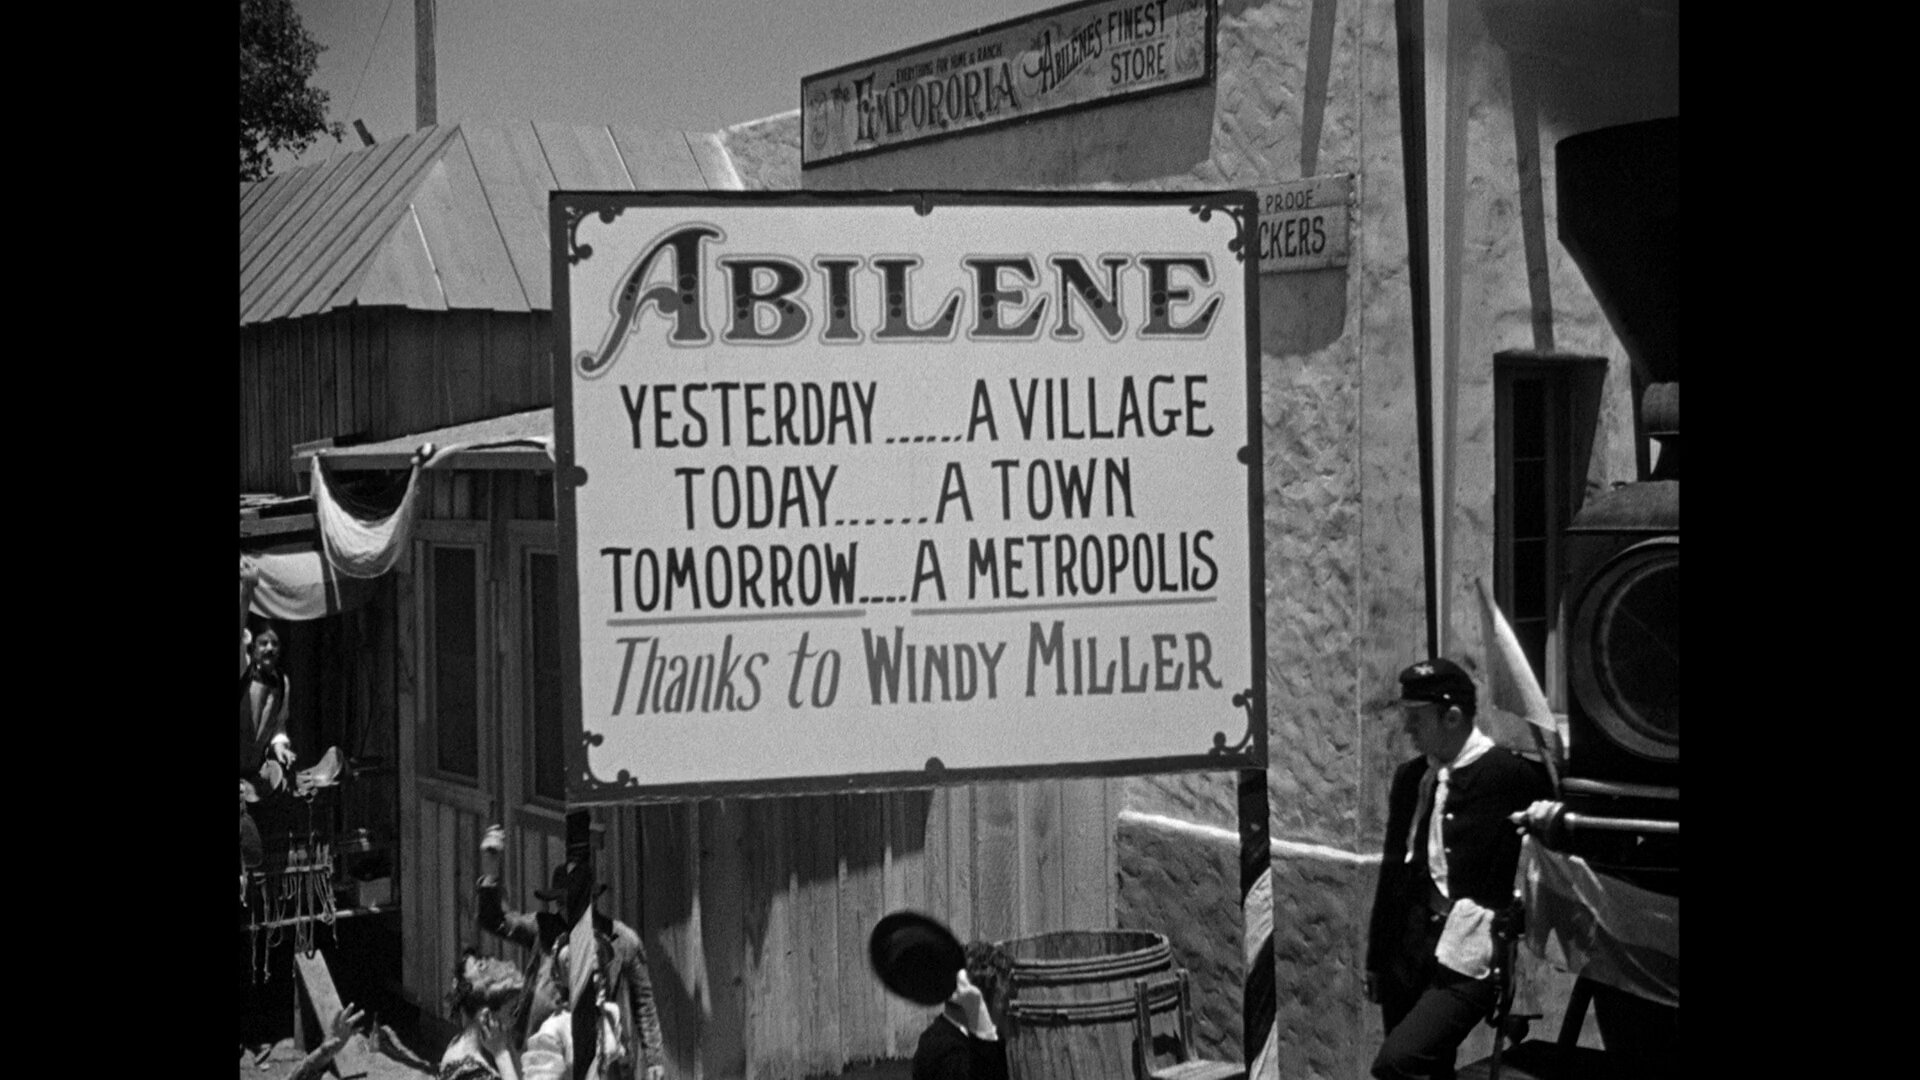 EVERYTHING FOR HOME & RANCH
The EMPORORIA ABILENE'S FINEST STORE
PROOF
CKERS
ABILENE
YESTERDAY......A VILLAGE
TODAY......A TOWN
TOMORROW....A METROPOLIS
Thanks to WINDY MILLER